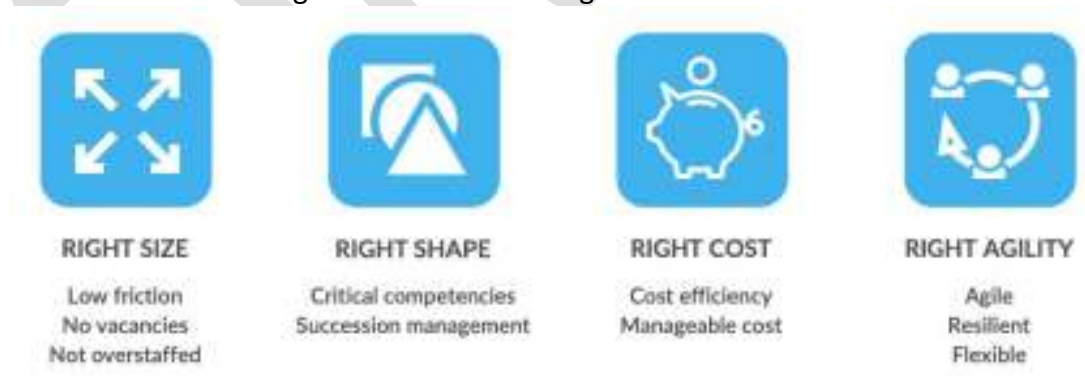 RIGHT SIZE
Low friction
No vacancies
Not overstaffed
RIGHT SHAPE
Critical competencies
Succession management
RIGHT COST
Cost efficiency
Manageable cost
RIGHT AGILITY
Agile
Resilient
Flexible